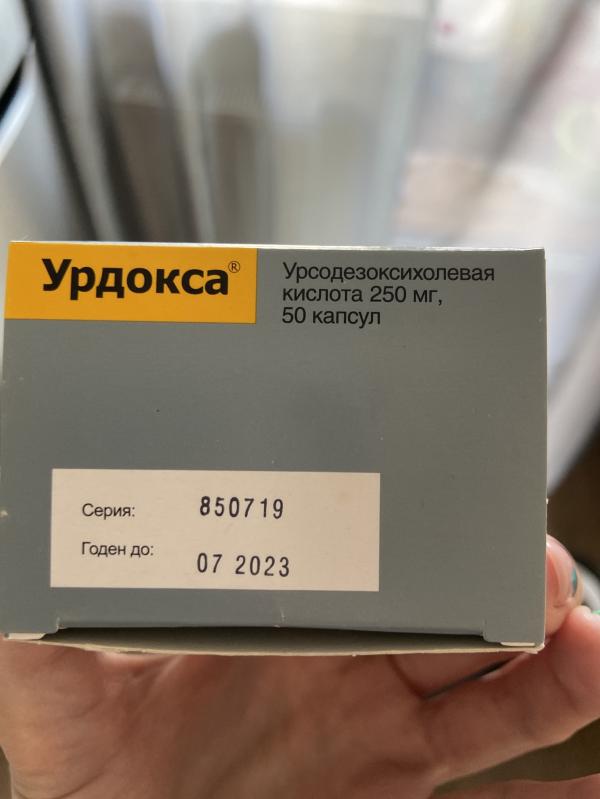 Урдокса®
Урсодезоксихолевая
кислота 250 мг,
50 капсул
Серия: 850719
Годен до: 07 2023